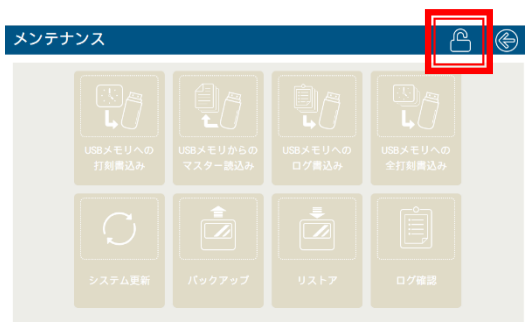 メンテナンス
USBメモリへの
打刻書込み
USBメモリからの
マスター読込み
USBメモリへの
ログ書込み
USBメモリへの
全打刻書込み
システム更新
バックアップ
リストア
ログ確認